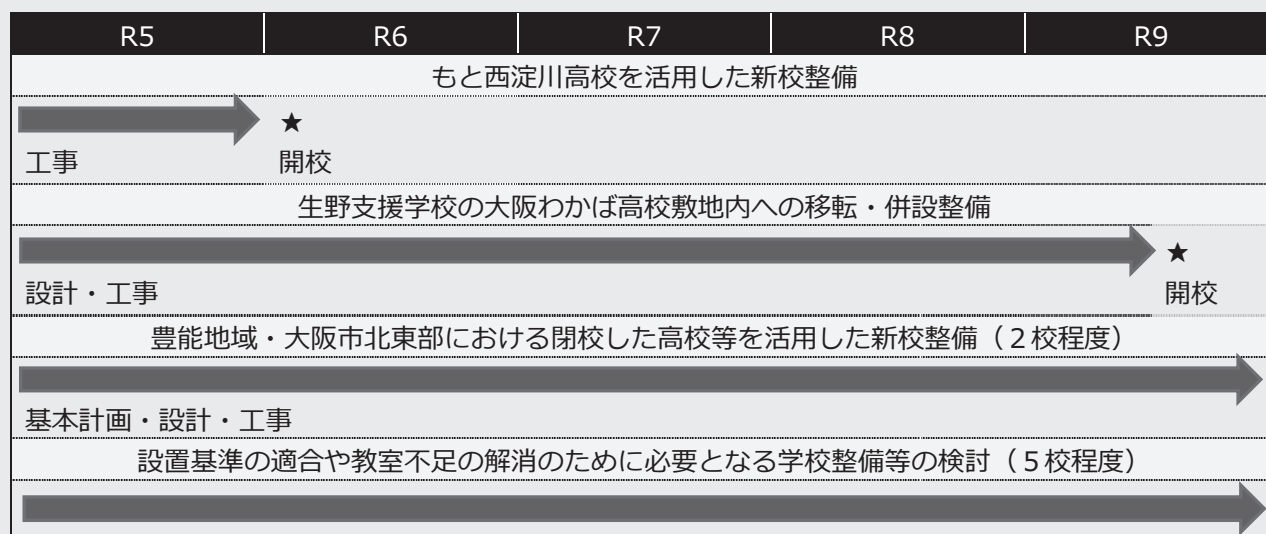 R5 R6 R7 R8 R9
もと西淀川高校を活用した新校整備
★
工事 開校
生野支援学校の大阪わかば高校敷地内への移転・併設整備
★
設計・工事 開校
豊能地域・大阪市北東部における閉校した高校等を活用した新校整備（２校程度）
基本計画・設計・工事
設置基準の適合や教室不足の解消のために必要となる学校整備等の検討（５校程度）